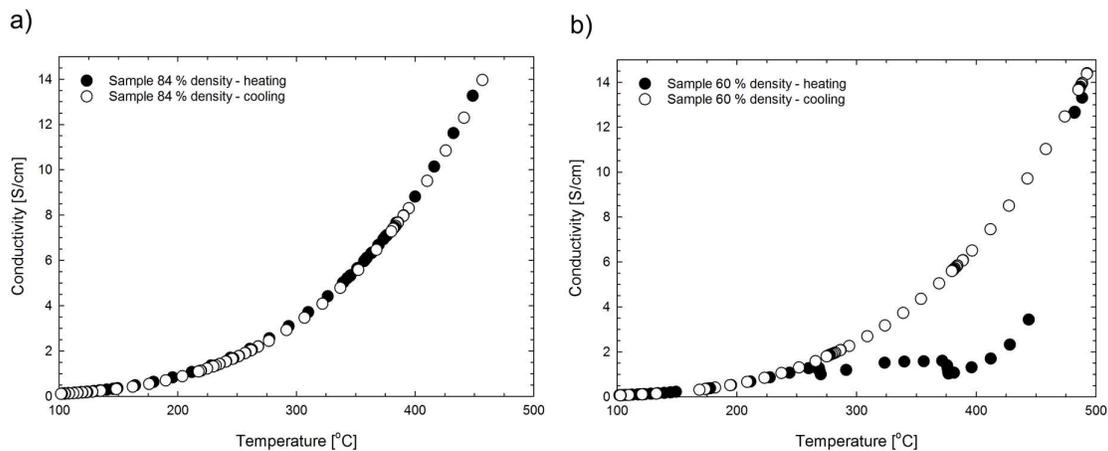 a)
Sample 84 % density - heating
Sample 84 % density - cooling
14
12
10
8
6
4
2
0
Conductivity [S/cm]
100
200
300
400
500
Temperature [°C]
b)
Sample 60 % density - heating
Sample 60 % density - cooling
14
12
10
8
6
4
2
0
Conductivity [S/cm]
100
200
300
400
500
Temperature [°C]